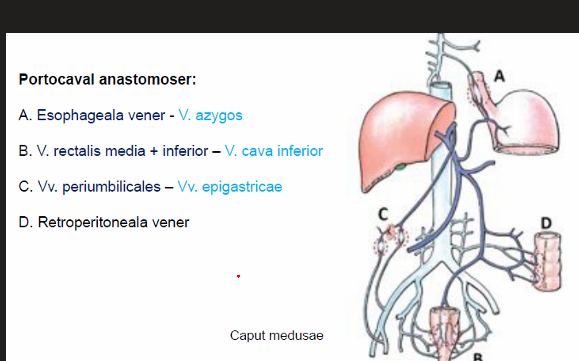 Portocaval anastomoser:
A. Esophageala vener - V. azygos
B. V. rectalis media + inferior – V. cava inferior
C. Vv. periumbilicales – Vv. epigastricae
D. Retroperitoneala vener
Caput medusae
A
C
D
B